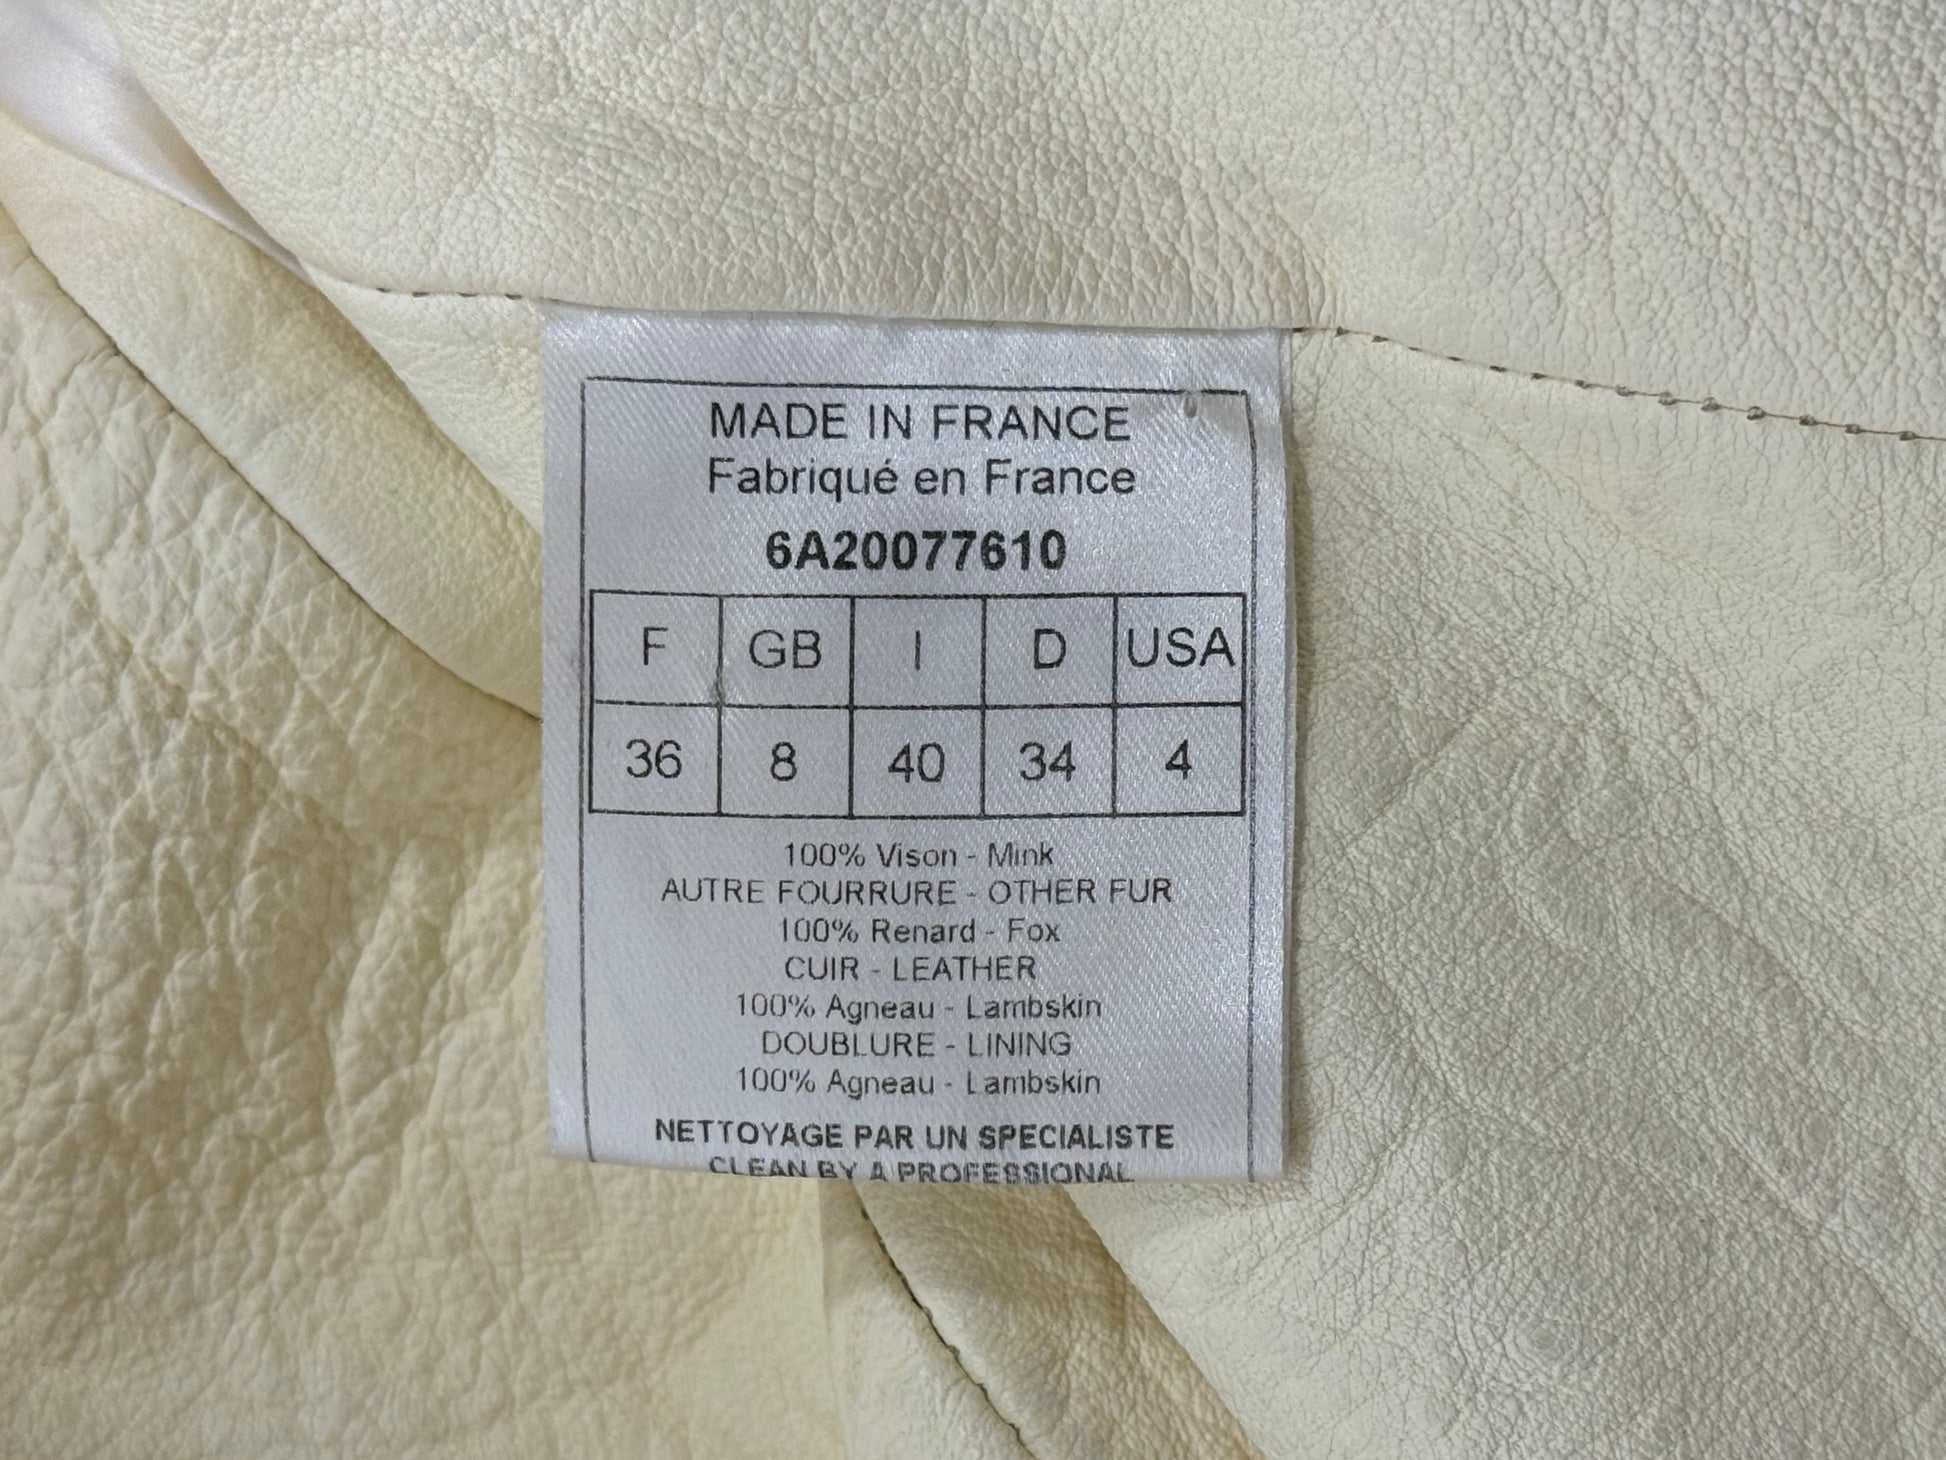 MADE IN FRANCE
Fabriqué en France
6A20077610
F GB I D USA
36 8 40 34 4
100% Vison - Mink
AUTRE FOURRURE - OTHER FUR
100% Renard - Fox
CUIR - LEATHER
100% Agneau - Lambskin
DOUBLURE - LINING
100% Agneau - Lambskin
NETTOYAGE PAR UN SPECIALISTE
CLEAN BY A PROFESSIONAL